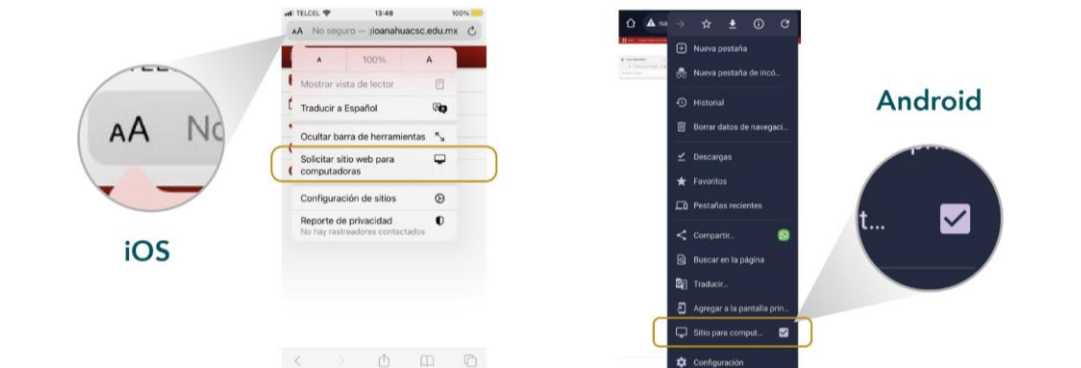 TELCEL 13:48 100%
AA No seguro — jioanahuacsc.edu.mx
A 100% A
Mostrar vista de lector
Traducir a Español
Ocultar barra de herramientas
Solicitar sitio web para
computadoras
Configuración de sitios
Reporte de privacidad
No hay rastreadores contactados
AA No
iOS
na
Nueva pestaña
Nueva pestaña de incó..
Historial
Borrar datos de navegaci..
Descargas
Favoritos
Pestañas recientes
Compartir..
Buscar en la página
Traducir..
Agregar a la pantalla prin..
Sitio para comput..
Configuración
Android
t...